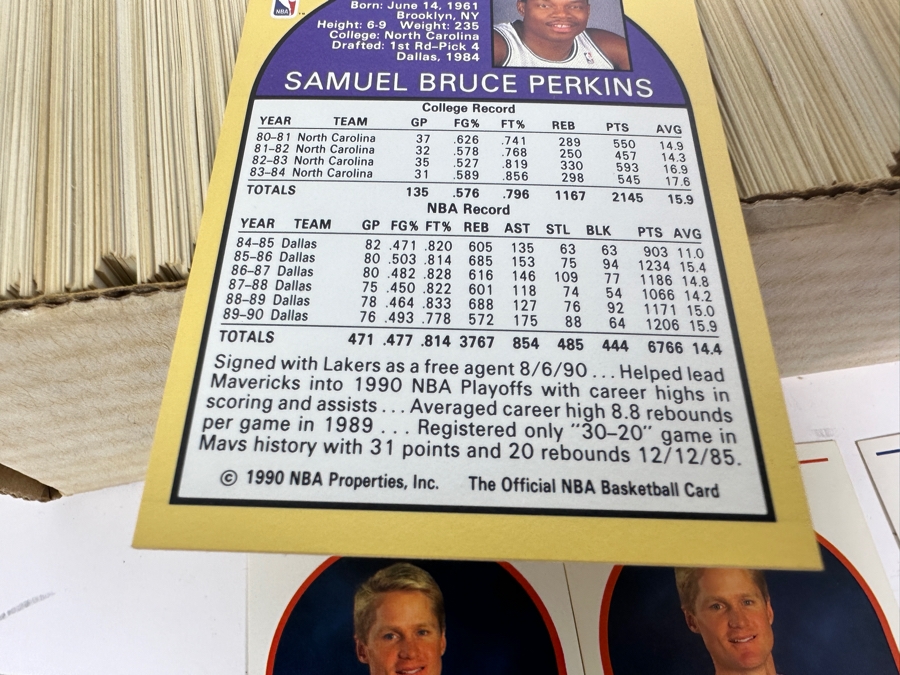 NBA
Born: June 14, 1961
Brooklyn, NY
Height: 6-9 Weight: 235
College: North Carolina
Drafted: 1st Rd–Pick 4
Dallas, 1984
SAMUEL BRUCE PERKINS
College Record
YEAR TEAM GP FG% FT% REB PTS AVG
80–81 North Carolina 37 .626 .741 289 550 14.9
81–82 North Carolina 32 .578 .768 250 457 14.3
82–83 North Carolina 35 .527 .819 330 593 16.9
83–84 North Carolina 31 .589 .856 298 545 17.6
TOTALS 135 .576 .796 1167 2145 15.9
NBA Record
YEAR TEAM GP FG% FT% REB AST STL BLK PTS AVG
84–85 Dallas 82 .471 .820 605 135 63 63 903 11.0
85–86 Dallas 80 .503 .814 685 153 75 94 1234 15.4
86–87 Dallas 80 .482 .828 616 146 109 77 1186 14.8
87–88 Dallas 75 .450 .822 601 118 74 54 1066 14.2
88–89 Dallas 78 .464 .833 688 127 76 92 1171 15.0
89–90 Dallas 76 .493 .778 572 175 88 64 1206 15.9
TOTALS 471 .477 .814 3767 854 485 444 6766 14.4
Signed with Lakers as a free agent 8/6/90 . . . Helped lead
Mavericks into 1990 NBA Playoffs with career highs in
scoring and assists . . . Averaged career high 8.8 rebounds
per game in 1989 . . . Registered only "30–20" game in
Mavs history with 31 points and 20 rebounds 12/12/85.
© 1990 NBA Properties, Inc. The Official NBA Basketball Card